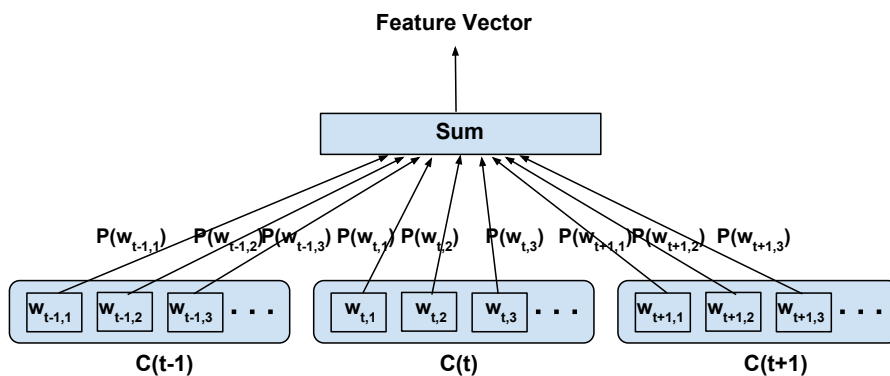 Feature Vector
Sum
P(w_{t-1,1}) P(w_{t-1,2}) P(w_{t-1,3}) P(w_{t,1}) P(w_{t,2}) P(w_{t,3}) P(w_{t+1,1}) P(w_{t+1,2}) P(w_{t+1,3})
w_{t-1,1} w_{t-1,2} w_{t-1,3} . . . w_{t,1} w_{t,2} w_{t,3} . . . w_{t+1,1} w_{t+1,2} w_{t+1,3} . . .
C(t-1) C(t) C(t+1)